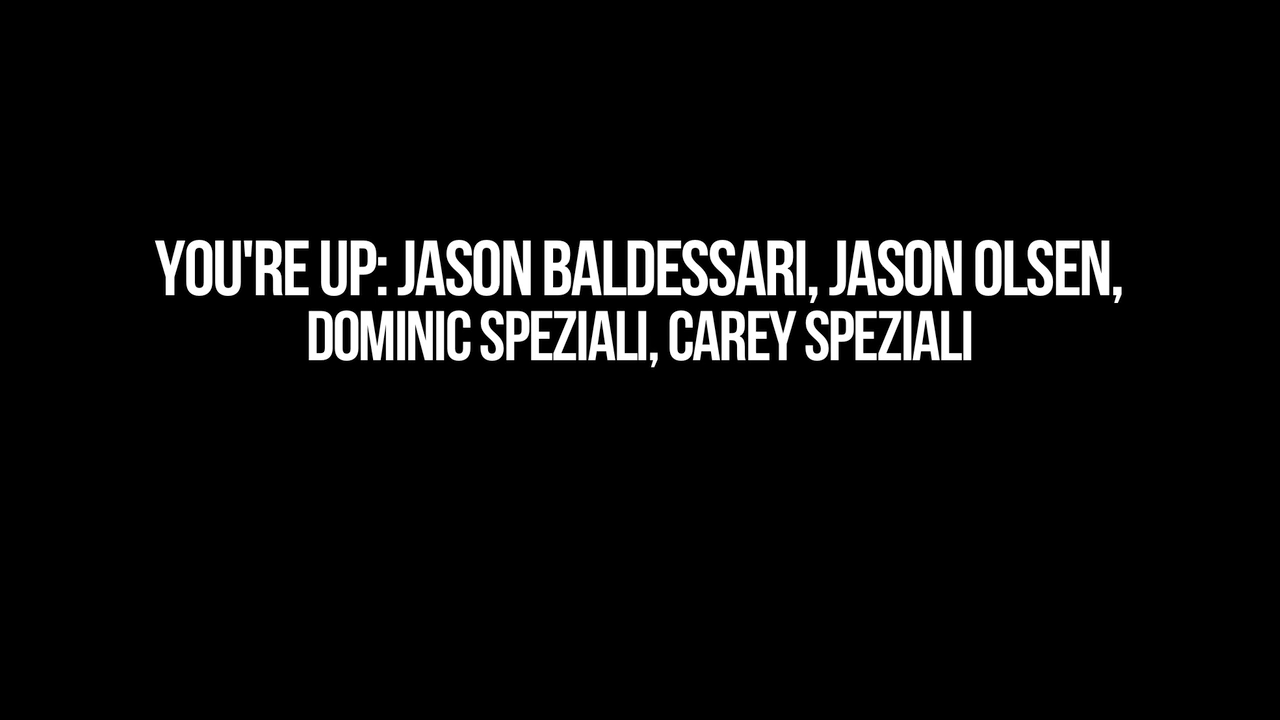 YOU'RE UP: JASON BALDESSARI, JASON OLSEN,
DOMINIC SPEZIALI, CAREY SPEZIALI